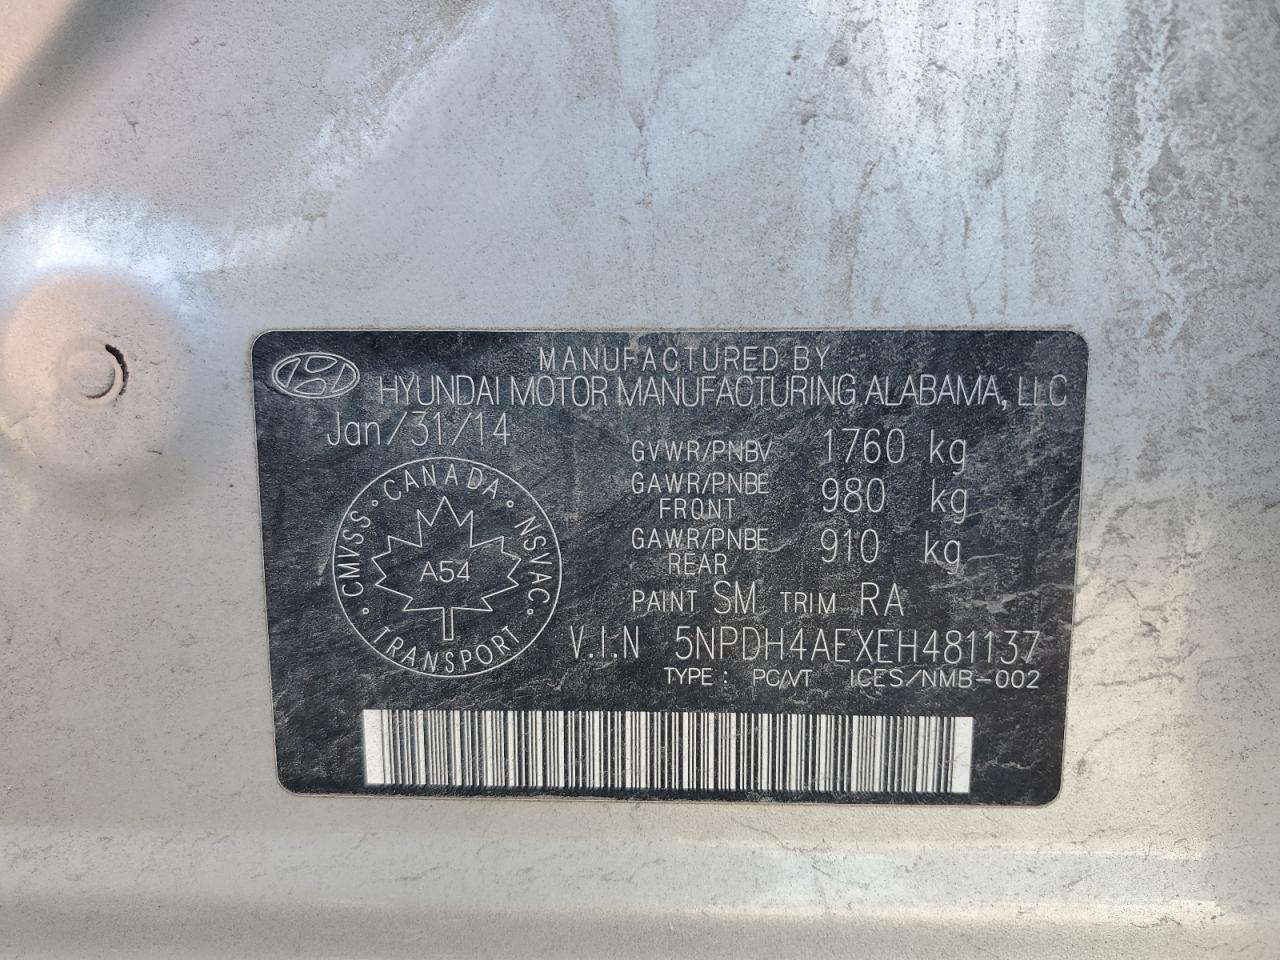 MANUFACTURED BY
HYUNDAI MOTOR MANUFACTURING ALABAMA, LLC
Jan/31/14
GVWR/PNBV 1760 kg
GAWR/PNBE FRONT 980 kg
GAWR/PNBE REAR 910 kg
PAINT SM TRIM RA
V.I.N 5NPDH4AEXEH481137
TYPE : PC/VT ICES/NMB-002
CMVSS · CANADA · NSVAC · TRANSPORT ·
A54